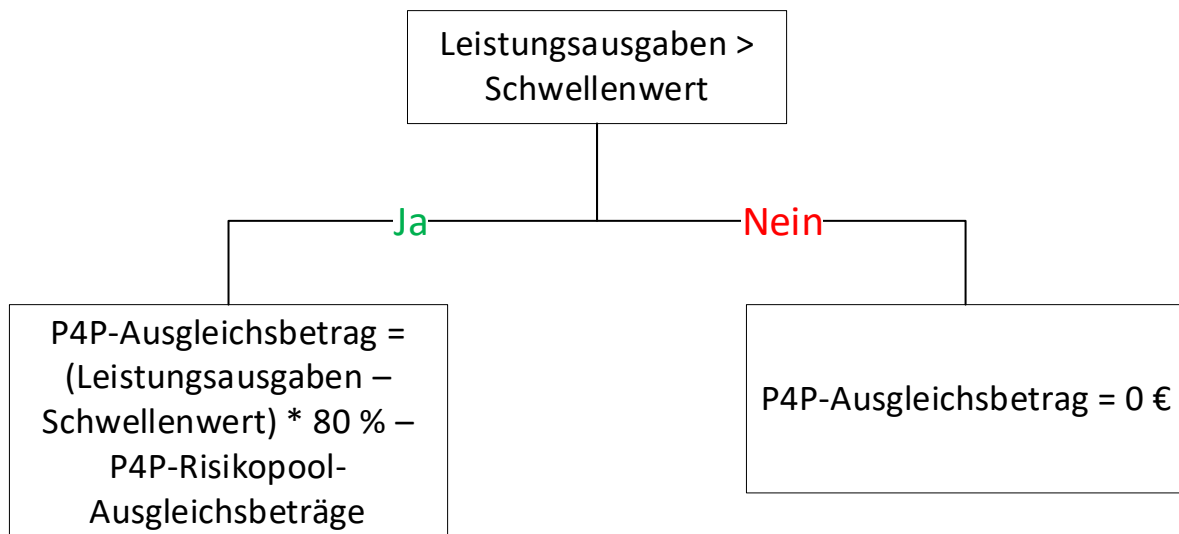 Leistungsausgaben >
Schwellenwert
Ja
Nein
P4P-Ausgleichsbetrag =
(Leistungsausgaben –
Schwellenwert) * 80 % –
P4P-Risikopool-
Ausgleichsbeträge
P4P-Ausgleichsbetrag = 0 €